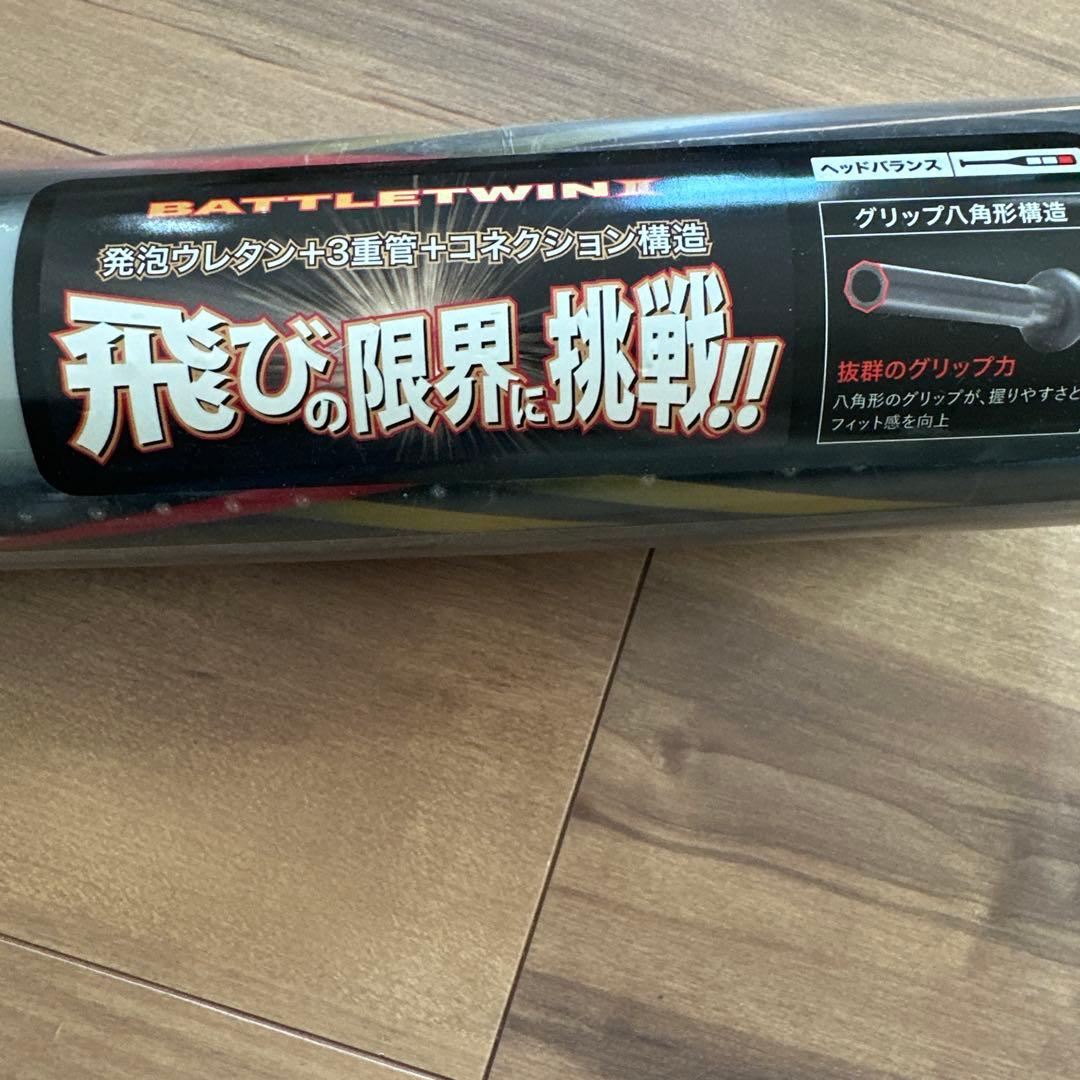 BATTLETWIN II
発泡ウレタン+3重管+コネクション構造
飛びの限界に挑戦!!
ヘッドバランス
グリップ八角形構造
抜群のグリップ力
八角形のグリップが、握りやすさと
フィット感を向上